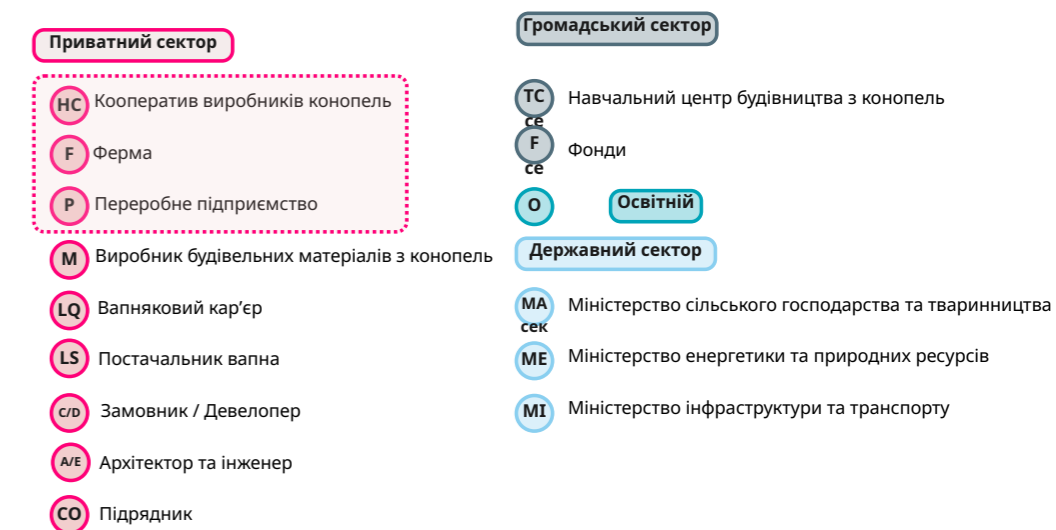 Приватний сектор
HC Кооператив виробників конопель
F Ферма
P Переробне підприємство
M Виробник будівельних матеріалів з конопель
LQ Вапняковий кар’єр
LS Постачальник вапна
C/D Замовник / Девелопер
A/E Архітектор та інженер
CO Підрядник
Громадський сектор
TC Навчальний центр будівництва з конопель
се
F Фонди
се
O Освітній
Державний сектор
MA Міністерство сільського господарства та тваринництва
сек
ME Міністерство енергетики та природних ресурсів
MI Міністерство інфраструктури та транспорту